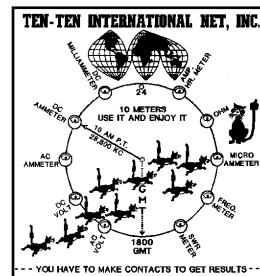 TEN-TEN INTERNATIONAL NET, INC.
DC MILLIAMMETER
AMP. HR. METER
24
DC AMMETER
10 METERS
USE IT AND ENJOY IT
OHM
10 AM P.T.
28,800 KC
AC AMMETER
MICRO AMMETER
GMT
DC VOLT
FREQ. METER
AC VOLT
1800
GMT
SWR METER
--- YOU HAVE TO MAKE CONTACTS TO GET RESULTS ---